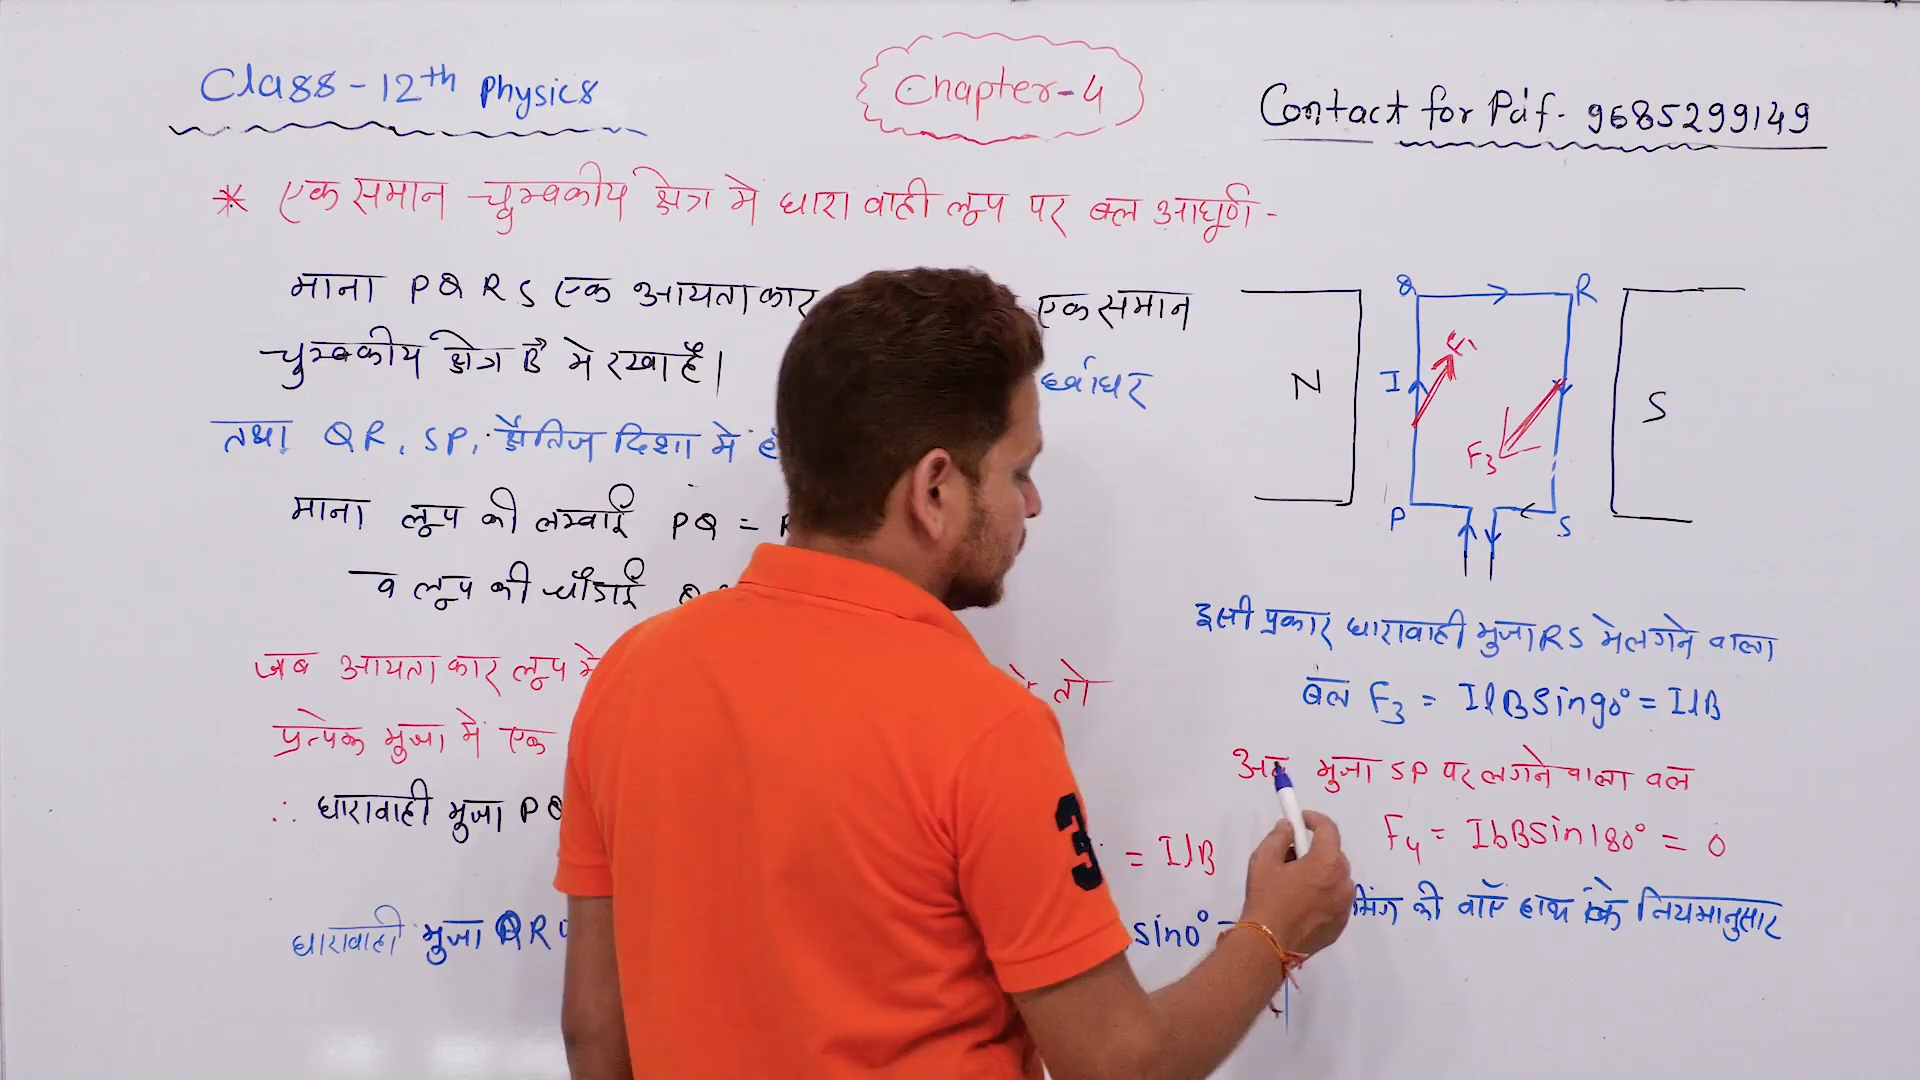 Class - 12th Physics
Chapter-4
Contact for Pdf - 9685299149
* एक समान चुम्बकीय क्षेत्र मे धारा वाही लूप पर बल आघूर्ण -
माना PQRS एक आयताकार
एक समान
चुम्बकीय क्षेत्र B मे रखा है।
र्ध्वाधर
तथा QR, SP, क्षैतिज दिशा मे
माना लूप की लम्बाई PQ =
व लूप की चौडाई
जब आयताकार लूप मे
तो
प्रत्येक भुजा में एक
∴ धारावाही भुजा PQ
= IlB
धारावाही भुजा QR
sin0°
Q
R
N
I
F1
F3
S
P
S
इसी प्रकार धारावाही भुजा RS मे लगने वाला
बल F3 = IlBsin90° = IlB
भुजा SP पर लगने वाला बल
F4 = IbBsin180° = 0
की बाएँ हाथ के नियमानुसार
3